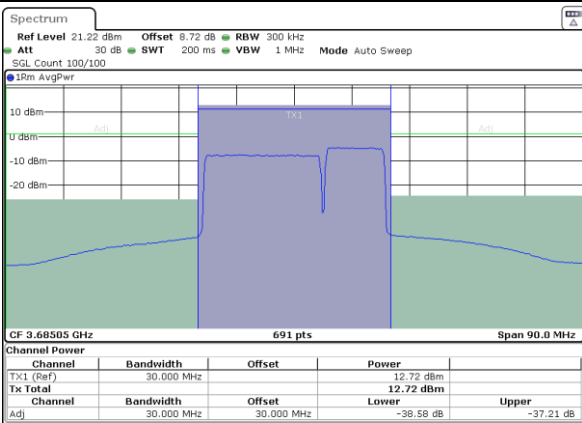 Spectrum
Ref Level 21.22 dBm Offset 8.72 dB RBW 300 kHz
Att 30 dB SWT 200 ms VBW 1 MHz Mode Auto Sweep
SGL Count 100/100
1Rm AvgPwr
10 dBm
TX1
Adj Adj
0 dBm
-10 dBm
-20 dBm
CF 3.68505 GHz 691 pts Span 90.0 MHz
Channel Power
Channel Bandwidth Offset Power
TX1 (Ref) 30.000 MHz 12.72 dBm
Tx Total 12.72 dBm
Channel Bandwidth Offset Lower Upper
Adj 30.000 MHz 30.000 MHz -38.58 dB -37.21 dB